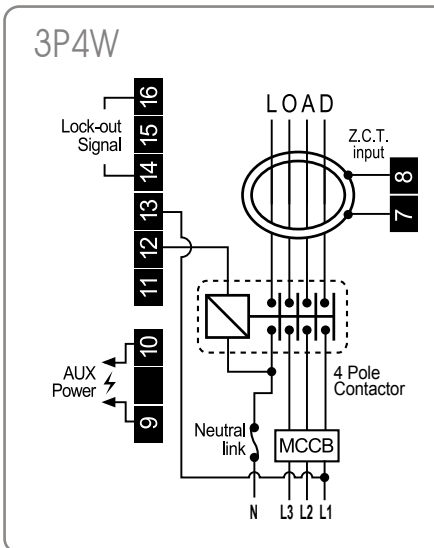 3P4W
16
15
14
13
12
11
10
9
Lock-out
Signal
AUX
Power
LOAD
Z.C.T.
input
8
7
4 Pole
Contactor
Neutral
link
MCCB
N L3 L2 L1